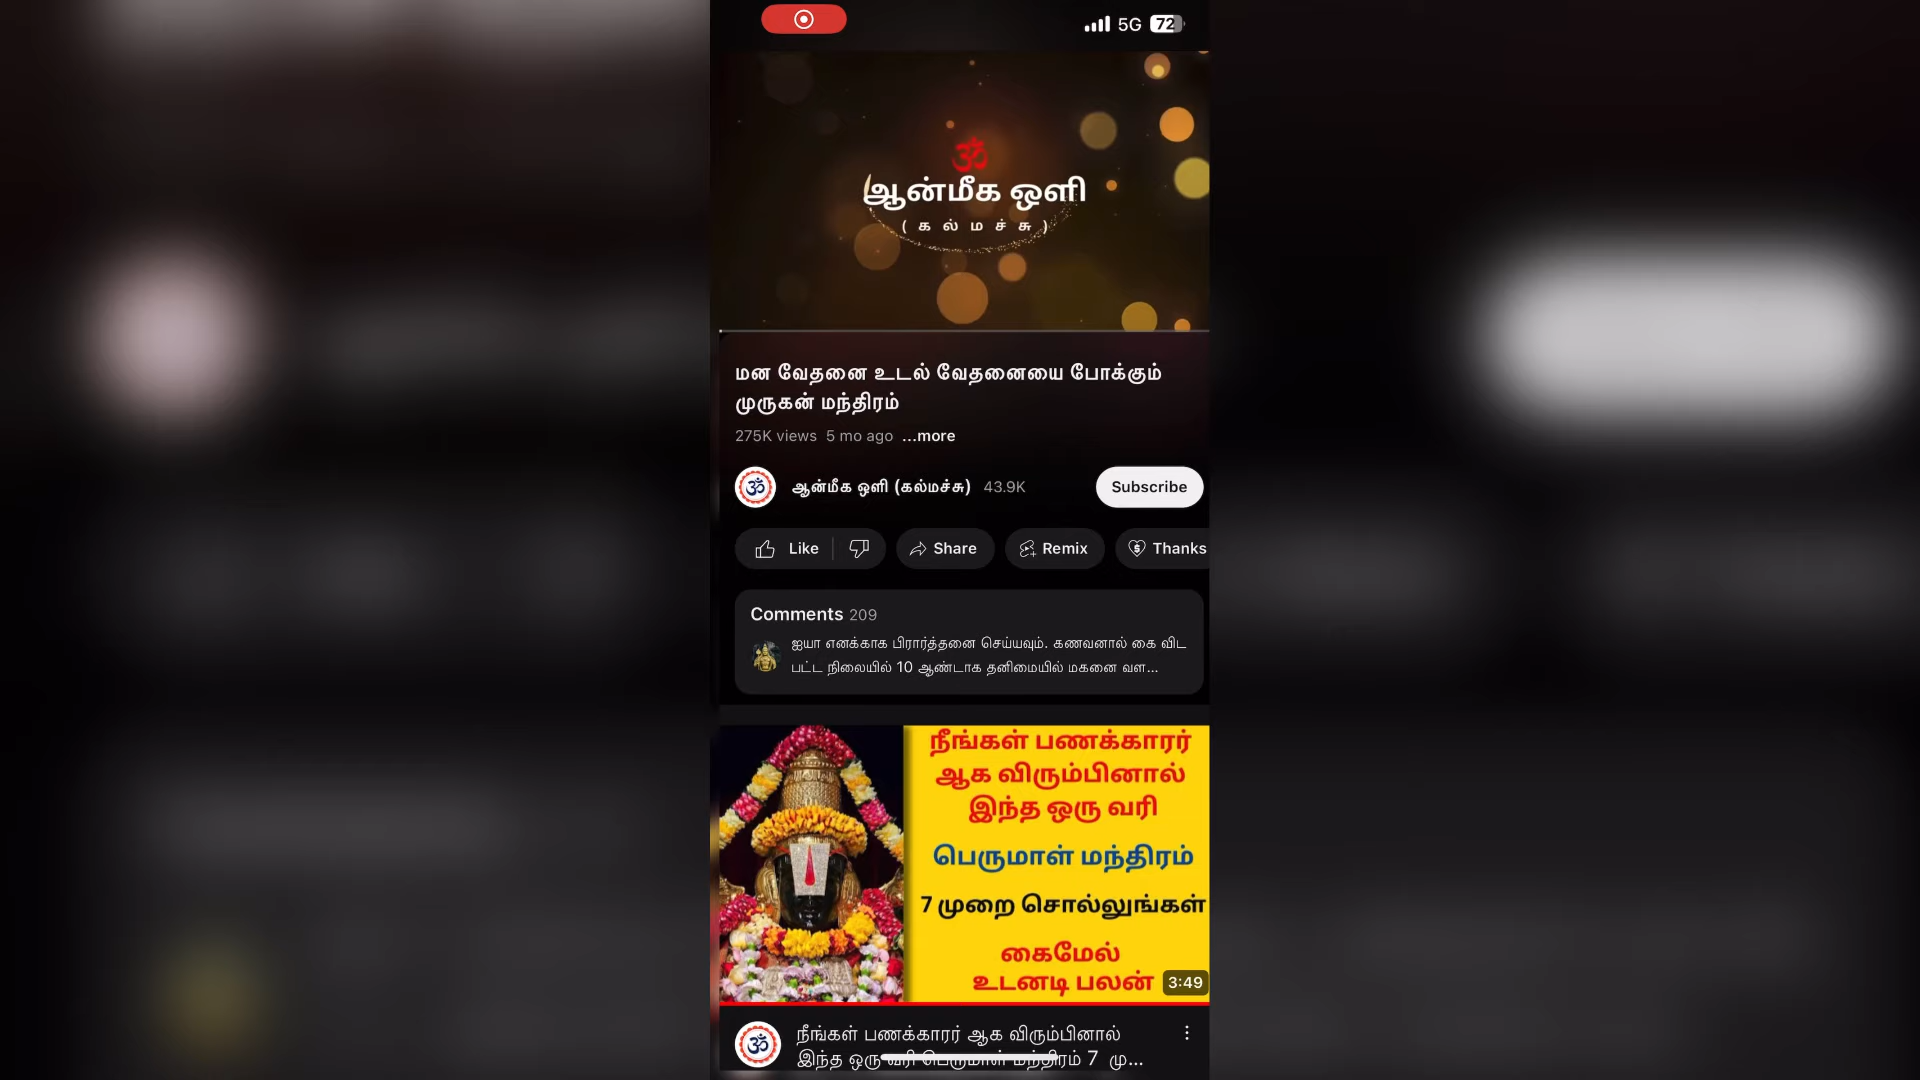 5G 72
ॐ
ஆன்மீக ஒளி
( க ல் ம ச் சு )
மன வேதனை உடல் வேதனையை போக்கும்
முருகன் மந்திரம்
275K views 5 mo ago ...more
ॐ ஆன்மீக ஒளி (கல்மச்சு) 43.9K Subscribe
Like Share Remix Thanks
Comments 209
ஐயா எனக்காக பிரார்த்தனை செய்யவும். கணவனால் கை விட
பட்ட நிலையில் 10 ஆண்டாக தனிமையில் மகனை வள...
நீங்கள் பணக்காரர்
ஆக விரும்பினால்
இந்த ஒரு வரி
பெருமாள் மந்திரம்
7 முறை சொல்லுங்கள்
கைமேல்
உடனடி பலன்
3:49
ॐ நீங்கள் பணக்காரர் ஆக விரும்பினால்
இந்த ஒரு வரி பெருமாள் மந்திரம் 7 மு...